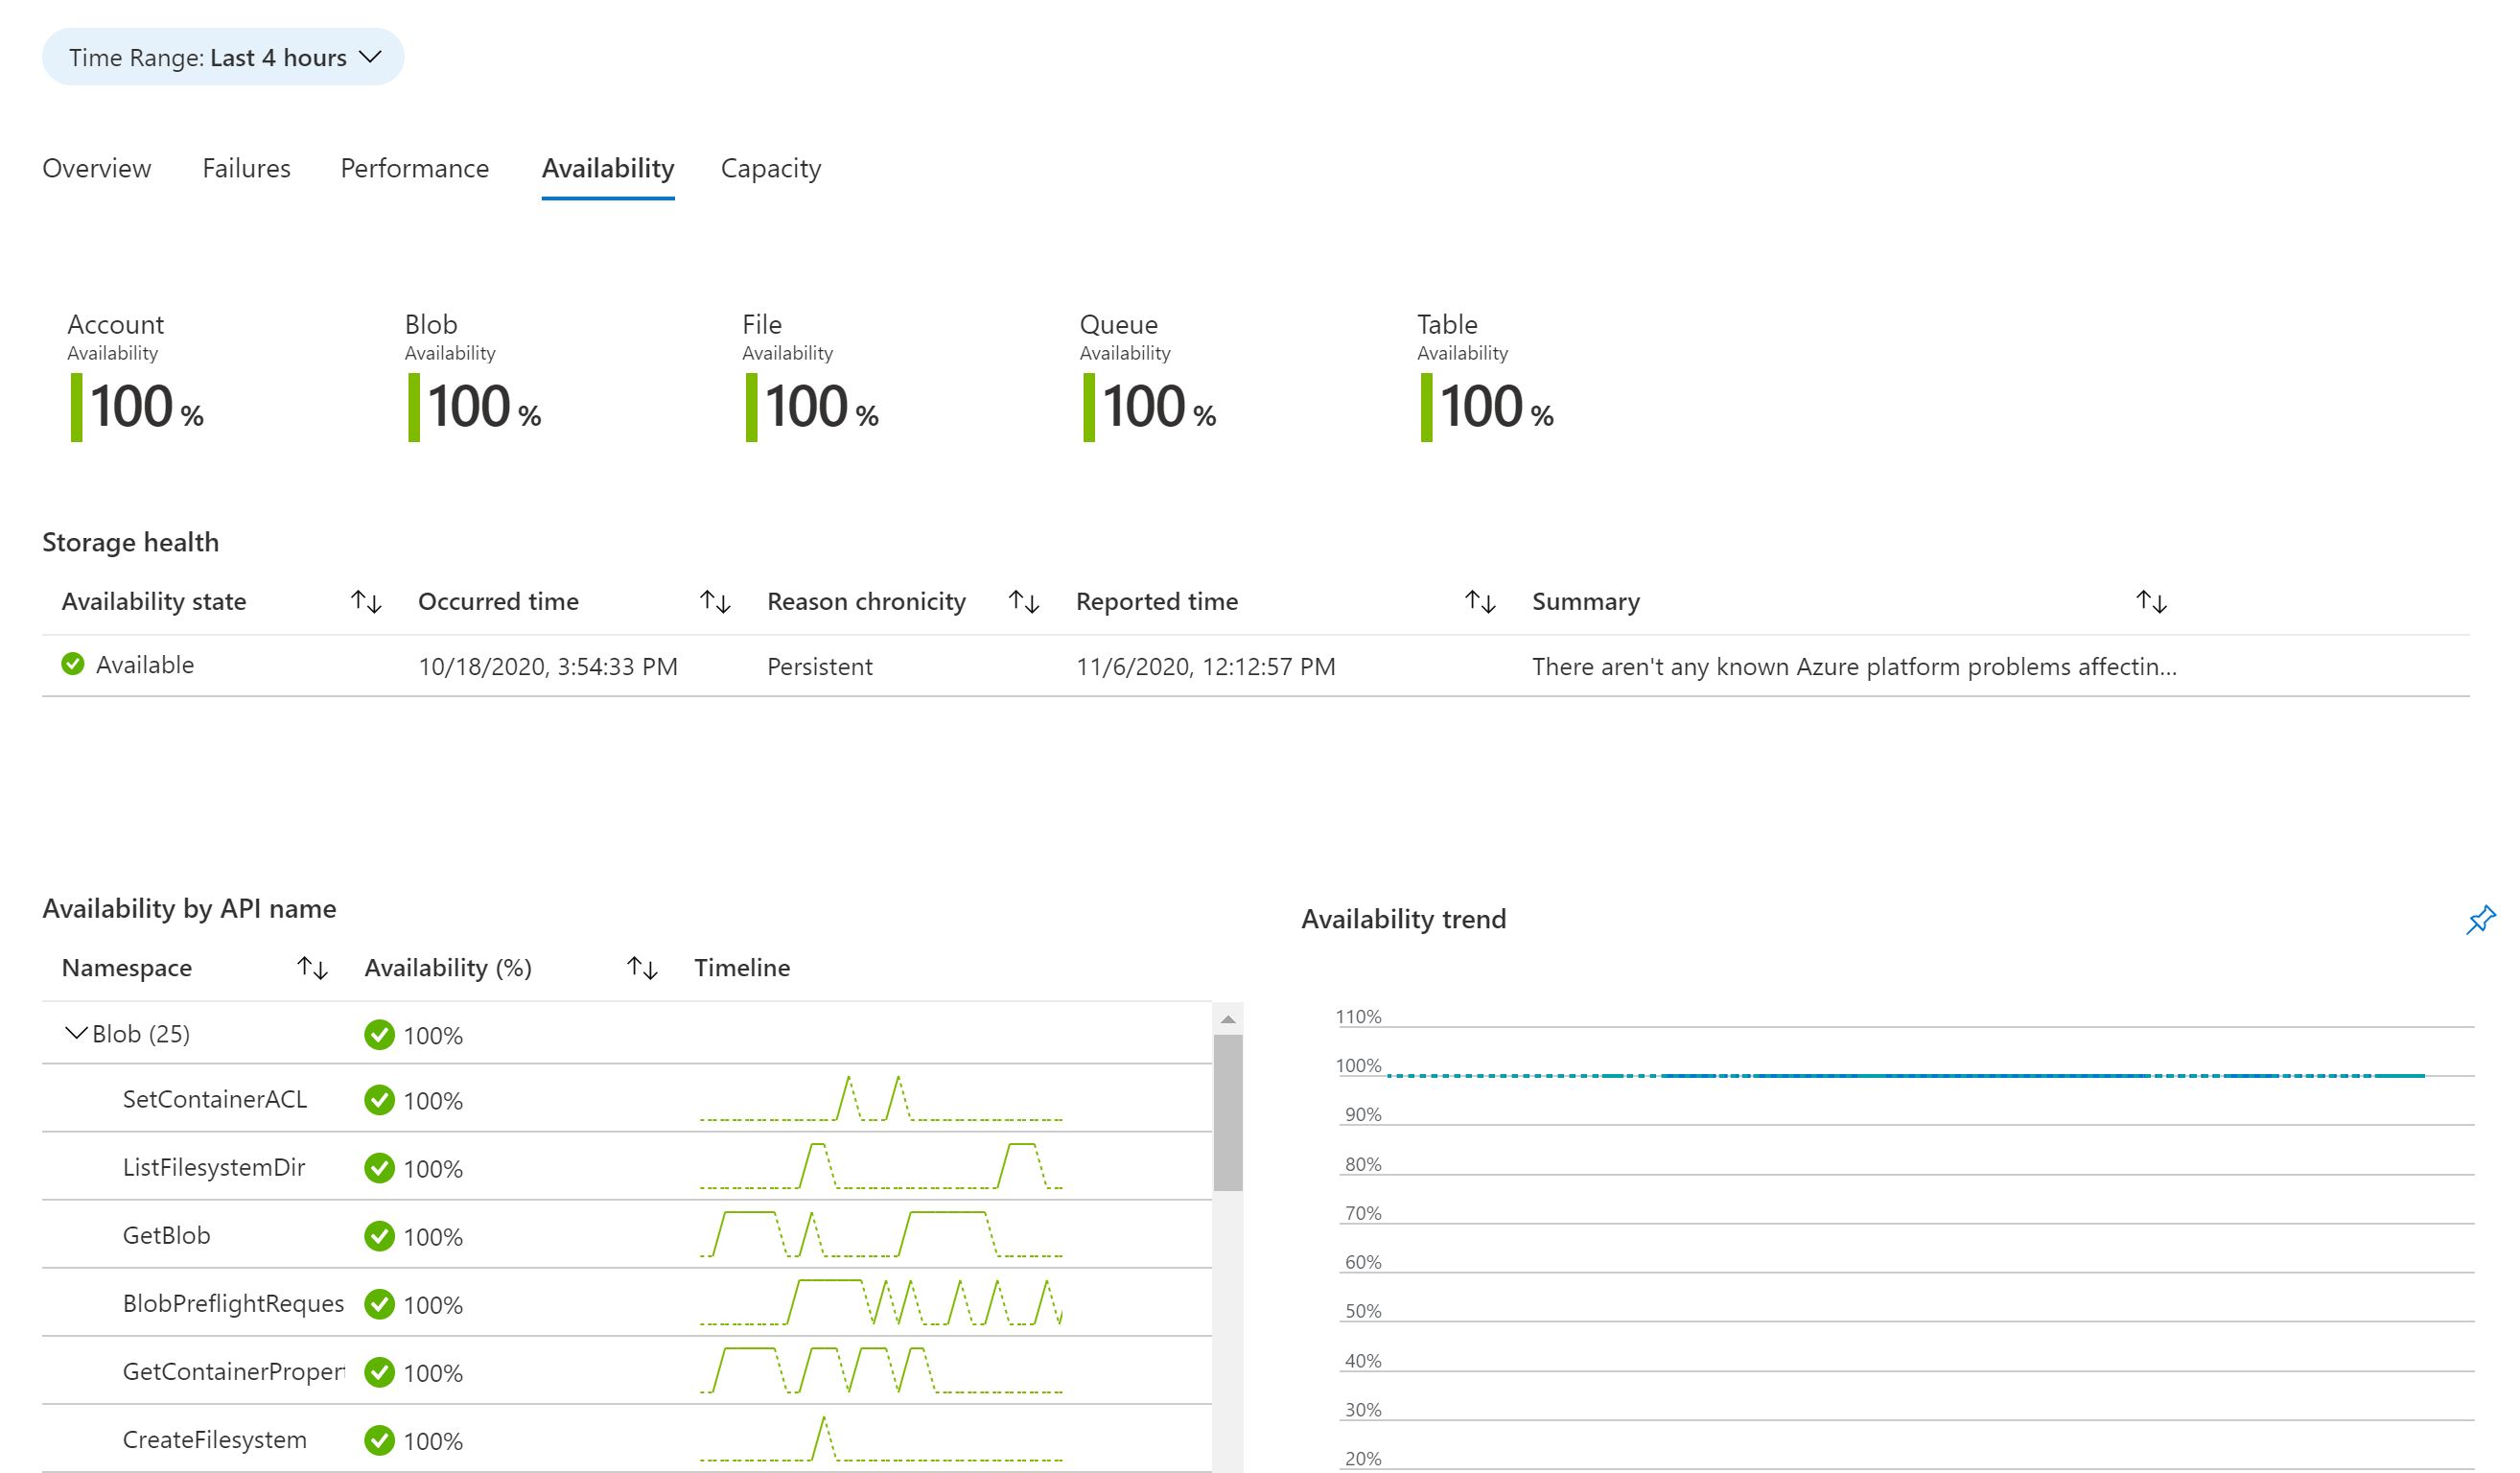 Time Range: Last 4 hours
Overview Failures Performance Availability Capacity
Account Blob File Queue Table
Availability Availability Availability Availability Availability
100 % 100 % 100 % 100 % 100 %
Storage health
Availability state Occurred time Reason chronicity Reported time Summary
Available 10/18/2020, 3:54:33 PM Persistent 11/6/2020, 12:12:57 PM There aren't any known Azure platform problems affectin...
Availability by API name
Namespace Availability (%) Timeline
Blob (25) 100%
SetContainerACL 100%
ListFilesystemDir 100%
GetBlob 100%
BlobPreflightReques 100%
GetContainerPropert 100%
CreateFilesystem 100%
Availability trend
110%
100%
90%
80%
70%
60%
50%
40%
30%
20%